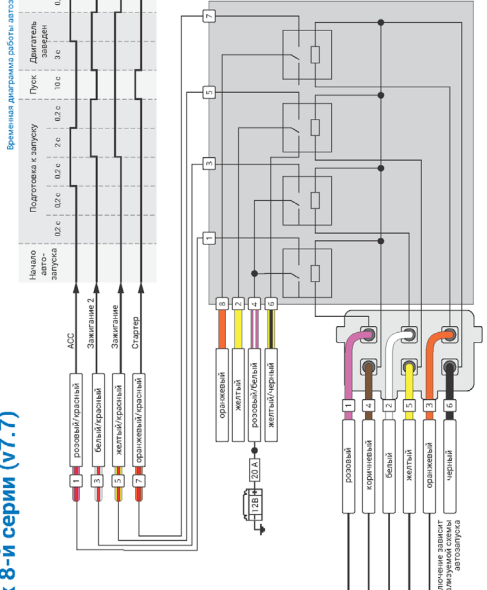 к 8-й серии (v7.7)
Временная диаграмма работы автоз
Начало
авто-
запуска
Подготовка к запуску
Пуск
Двигатель
заведен
0,2 с
0,2 с
0,2 с
2 с
0,2 с
10 с
3 с
0,
ACC
Зажигание 2
Зажигание
Стартер
1 розовый/красный
3 белый/красный
5 желтый/красный
7 оранжевый/красный
7
5
3
1
8
2
4
6
оранжевый
желтый
розовый/белый
желтый/черный
20 А
12В
1 розовый
4 коричневый
2 белый
5 желтый
3 оранжевый
6 черный
лючение зависит
лизуемой схемы
автозапуска